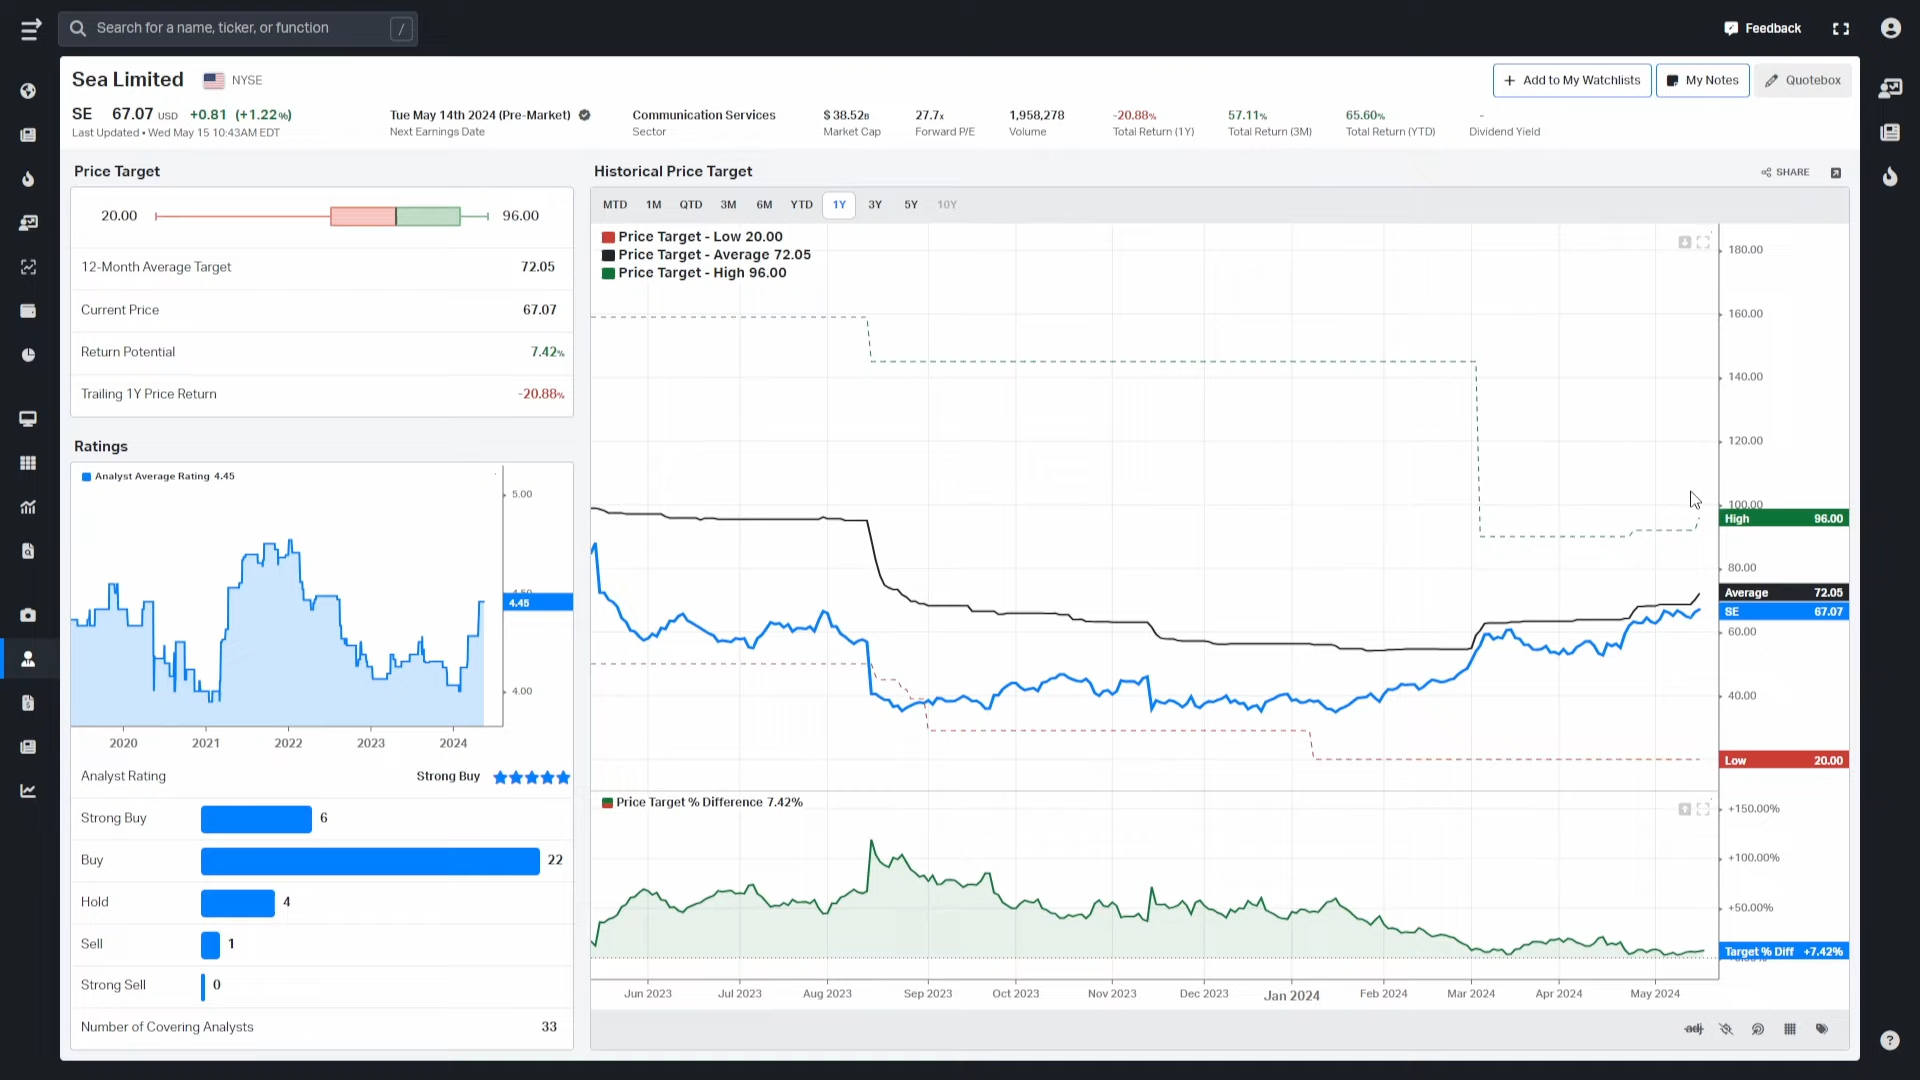 Search for a name, ticker, or function /
Feedback
Sea Limited NYSE
Add to My Watchlists
My Notes
Quotebox
SE 67.07 USD +0.81 (+1.22%)
Last Updated • Wed May 15 10:43AM EDT
Tue May 14th 2024 (Pre-Market)
Next Earnings Date
Communication Services
Sector
$ 38.52B
Market Cap
27.7x
Forward P/E
1,958,278
Volume
-20.88%
Total Return (1Y)
57.11%
Total Return (3M)
65.60%
Total Return (YTD)
-
Dividend Yield
Price Target
20.00 96.00
12-Month Average Target 72.05
Current Price 67.07
Return Potential 7.42%
Trailing 1Y Price Return -20.88%
Ratings
Analyst Average Rating 4.45
5.00
4.45
4.00
2020 2021 2022 2023 2024
Analyst Rating Strong Buy
Strong Buy 6
Buy 22
Hold 4
Sell 1
Strong Sell 0
Number of Covering Analysts 33
Historical Price Target
SHARE
MTD 1M QTD 3M 6M YTD 1Y 3Y 5Y 10Y
Price Target - Low 20.00
Price Target - Average 72.05
Price Target - High 96.00
180.00
160.00
140.00
120.00
100.00
High 96.00
80.00
Average 72.05
SE 67.07
60.00
40.00
Low 20.00
Price Target % Difference 7.42%
+150.00%
+100.00%
+50.00%
Target % Diff +7.42%
Jun 2023 Jul 2023 Aug 2023 Sep 2023 Oct 2023 Nov 2023 Dec 2023 Jan 2024 Feb 2024 Mar 2024 Apr 2024 May 2024
adj
?